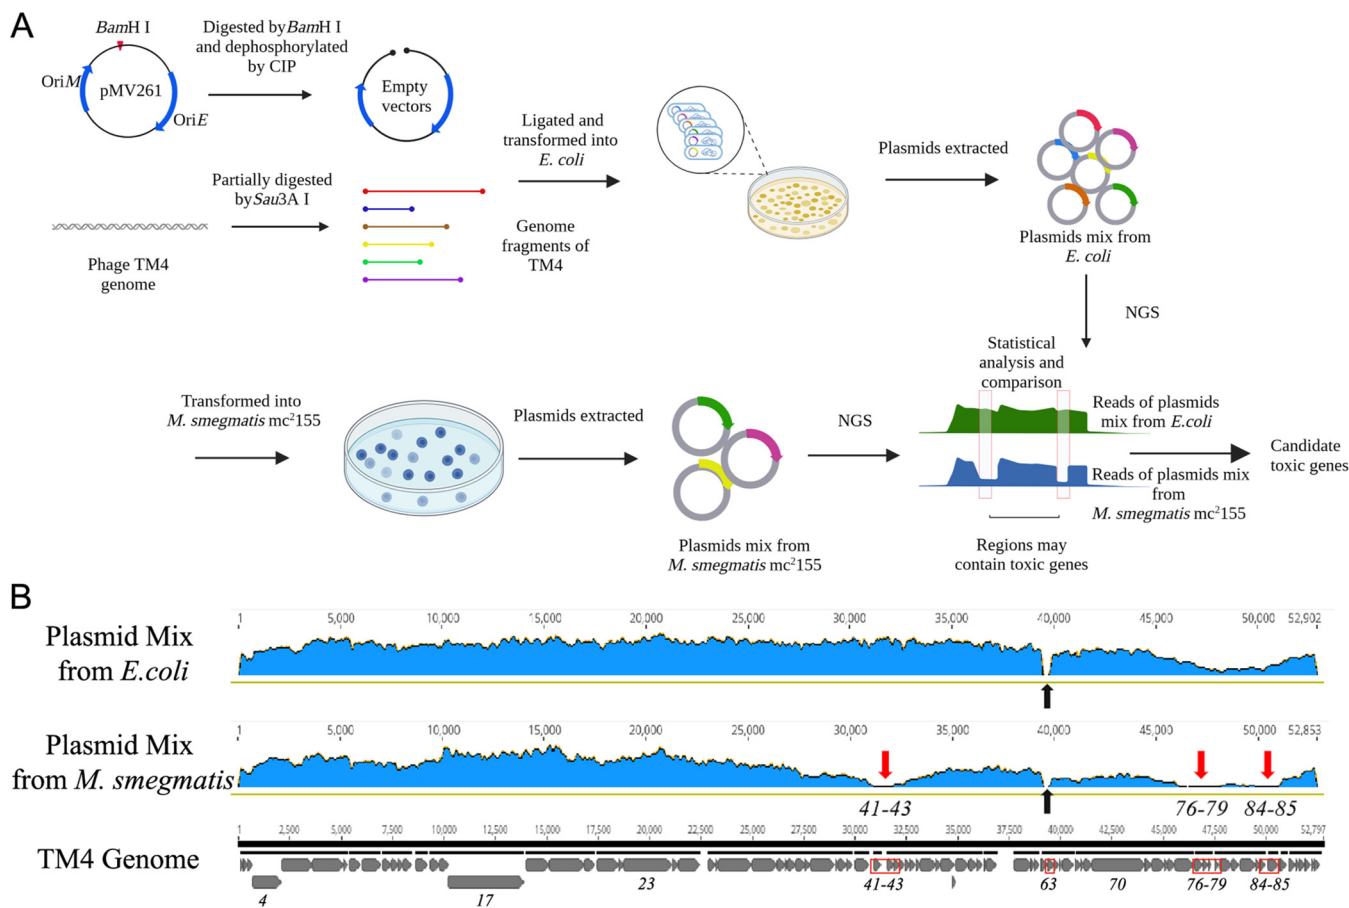 A
BamH I
OriM
pMV261
OriE
Digested by BamH I
and dephosphorylated
by CIP
Empty
vectors
Phage TM4
genome
Partially digested
by Sau3A I
Genome
fragments of
TM4
Ligated and
transformed into
E. coli
Plasmids extracted
Plasmids mix from
E. coli
NGS
Transformed into
M. smegmatis mc²155
Plasmids extracted
Plasmids mix from
M. smegmatis mc²155
NGS
Statistical
analysis and
comparison
Reads of plasmids
mix from E.coli
Reads of plasmids mix
from
M. smegmatis mc²155
Regions may
contain toxic genes
Candidate
toxic genes
B
Plasmid Mix
from E.coli
1 5,000 10,000 15,000 20,000 25,000 30,000 35,000 40,000 45,000 50,000 52,902
Plasmid Mix
from M. smegmatis
1 5,000 10,000 15,000 20,000 25,000 30,000 35,000 40,000 45,000 50,000 52,853
41-43 76-79 84-85
TM4 Genome
1 2,500 5,000 7,500 10,000 12,500 15,000 17,500 20,000 22,500 25,000 27,500 30,000 32,500 35,000 37,500 40,000 42,500 45,000 47,500 50,000 52,797
4 17 23 41-43 63 70 76-79 84-85